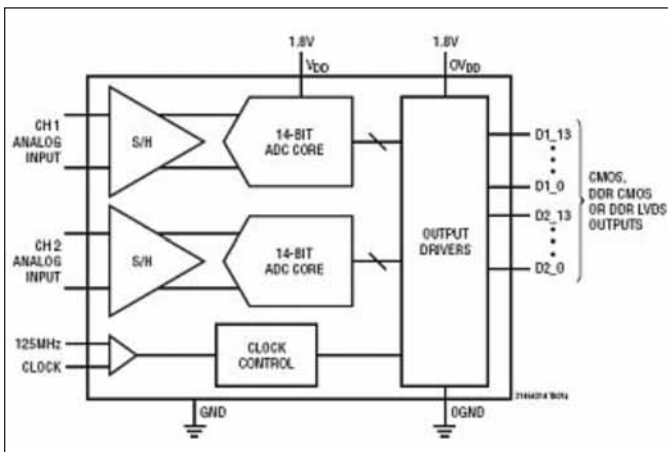 1.8V
1.8V
VDD
OVDD
CH 1
ANALOG
INPUT
S/H
14-BIT
ADC CORE
D1_13
D1_0
D2_13
D2_0
CMOS,
DDR CMOS
OR DDR LVDS
OUTPUTS
CH 2
ANALOG
INPUT
S/H
14-BIT
ADC CORE
OUTPUT
DRIVERS
125MHz
CLOCK
CLOCK
CONTROL
GND
OGND